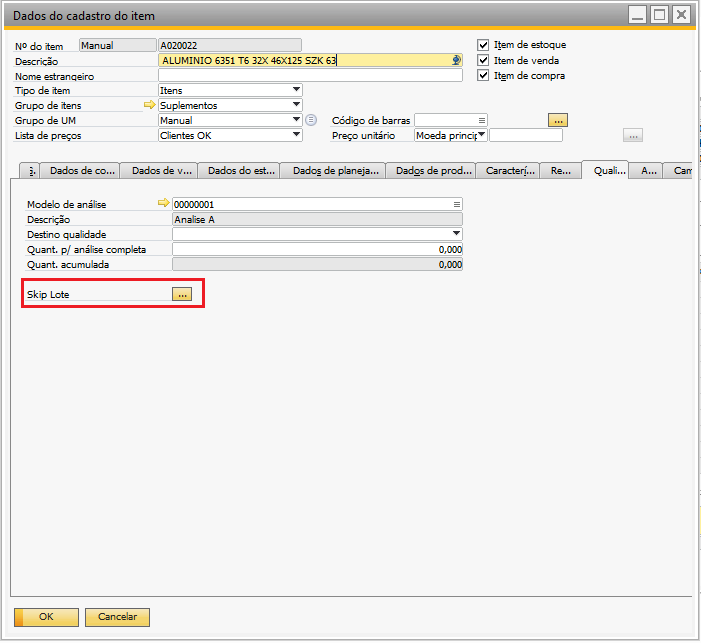 Dados do cadastro do item
Nº do item Manual A020022
Descrição ALUMINIO 6351 T6 32X 46X125 SZK 63
Nome estrangeiro
Tipo de item Itens
Grupo de itens Suplementos
Grupo de UM Manual
Lista de preços Clientes OK
Item de estoque
Item de venda
Item de compra
Código de barras ...
Preço unitário Moeda princip ...
Dados de co... Dados de v... Dados do est... Dados de planeja... Dados de prod... Caracterí... Re... Quali... A... Cam
Modelo de análise 00000001
Descrição Analise A
Destino qualidade
Quant. p/ análise completa 0,000
Quant. acumulada 0,000
Skip Lote ...
OK Cancelar